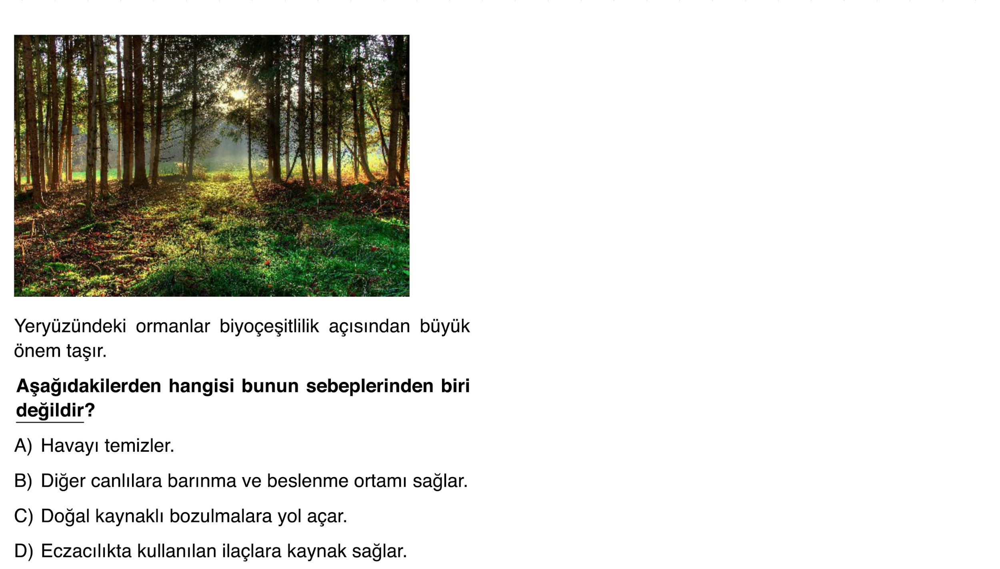 Yeryüzündeki ormanlar biyoçeşitlilik açısından büyük
önem taşır.
Aşağıdakilerden hangisi bunun sebeplerinden biri
değildir?
A) Havayı temizler.
B) Diğer canlılara barınma ve beslenme ortamı sağlar.
C) Doğal kaynaklı bozulmalara yol açar.
D) Eczacılıkta kullanılan ilaçlara kaynak sağlar.